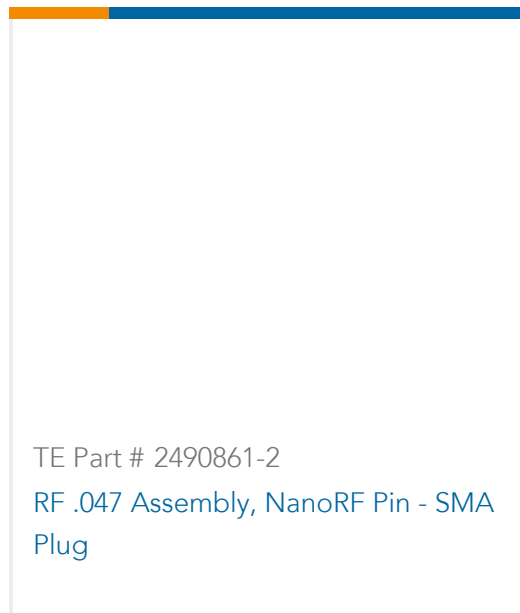 TE Part # 2490861-2
RF .047 Assembly, NanoRF Pin - SMA
Plug